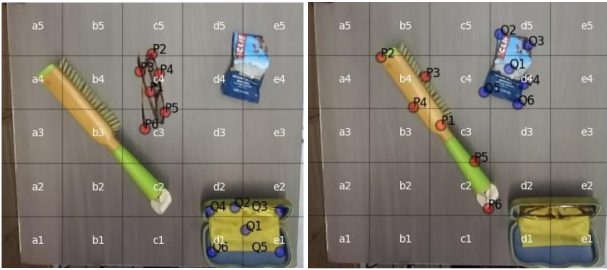 a5 b5 c5 d5 e5
P2
P3 P4
a4 b4 c4 d4 e4
P1
P5
P6
a3 b3 c3 d3 e3
a2 b2 c2 d2 e2
Q4 Q2 Q3
Q1
a1 b1 c1 d1 e1
Q6 Q5
a5 b5 c5 d5 e5
Q2
Q3
P2
CLIF
Q1
P3
a4 b4 c4 d4 e4
Q6
P4
P1
a3 b3 c3 d3 e3
P5
a2 b2 c2 d2 e2
P6
a1 b1 c1 d1 e1